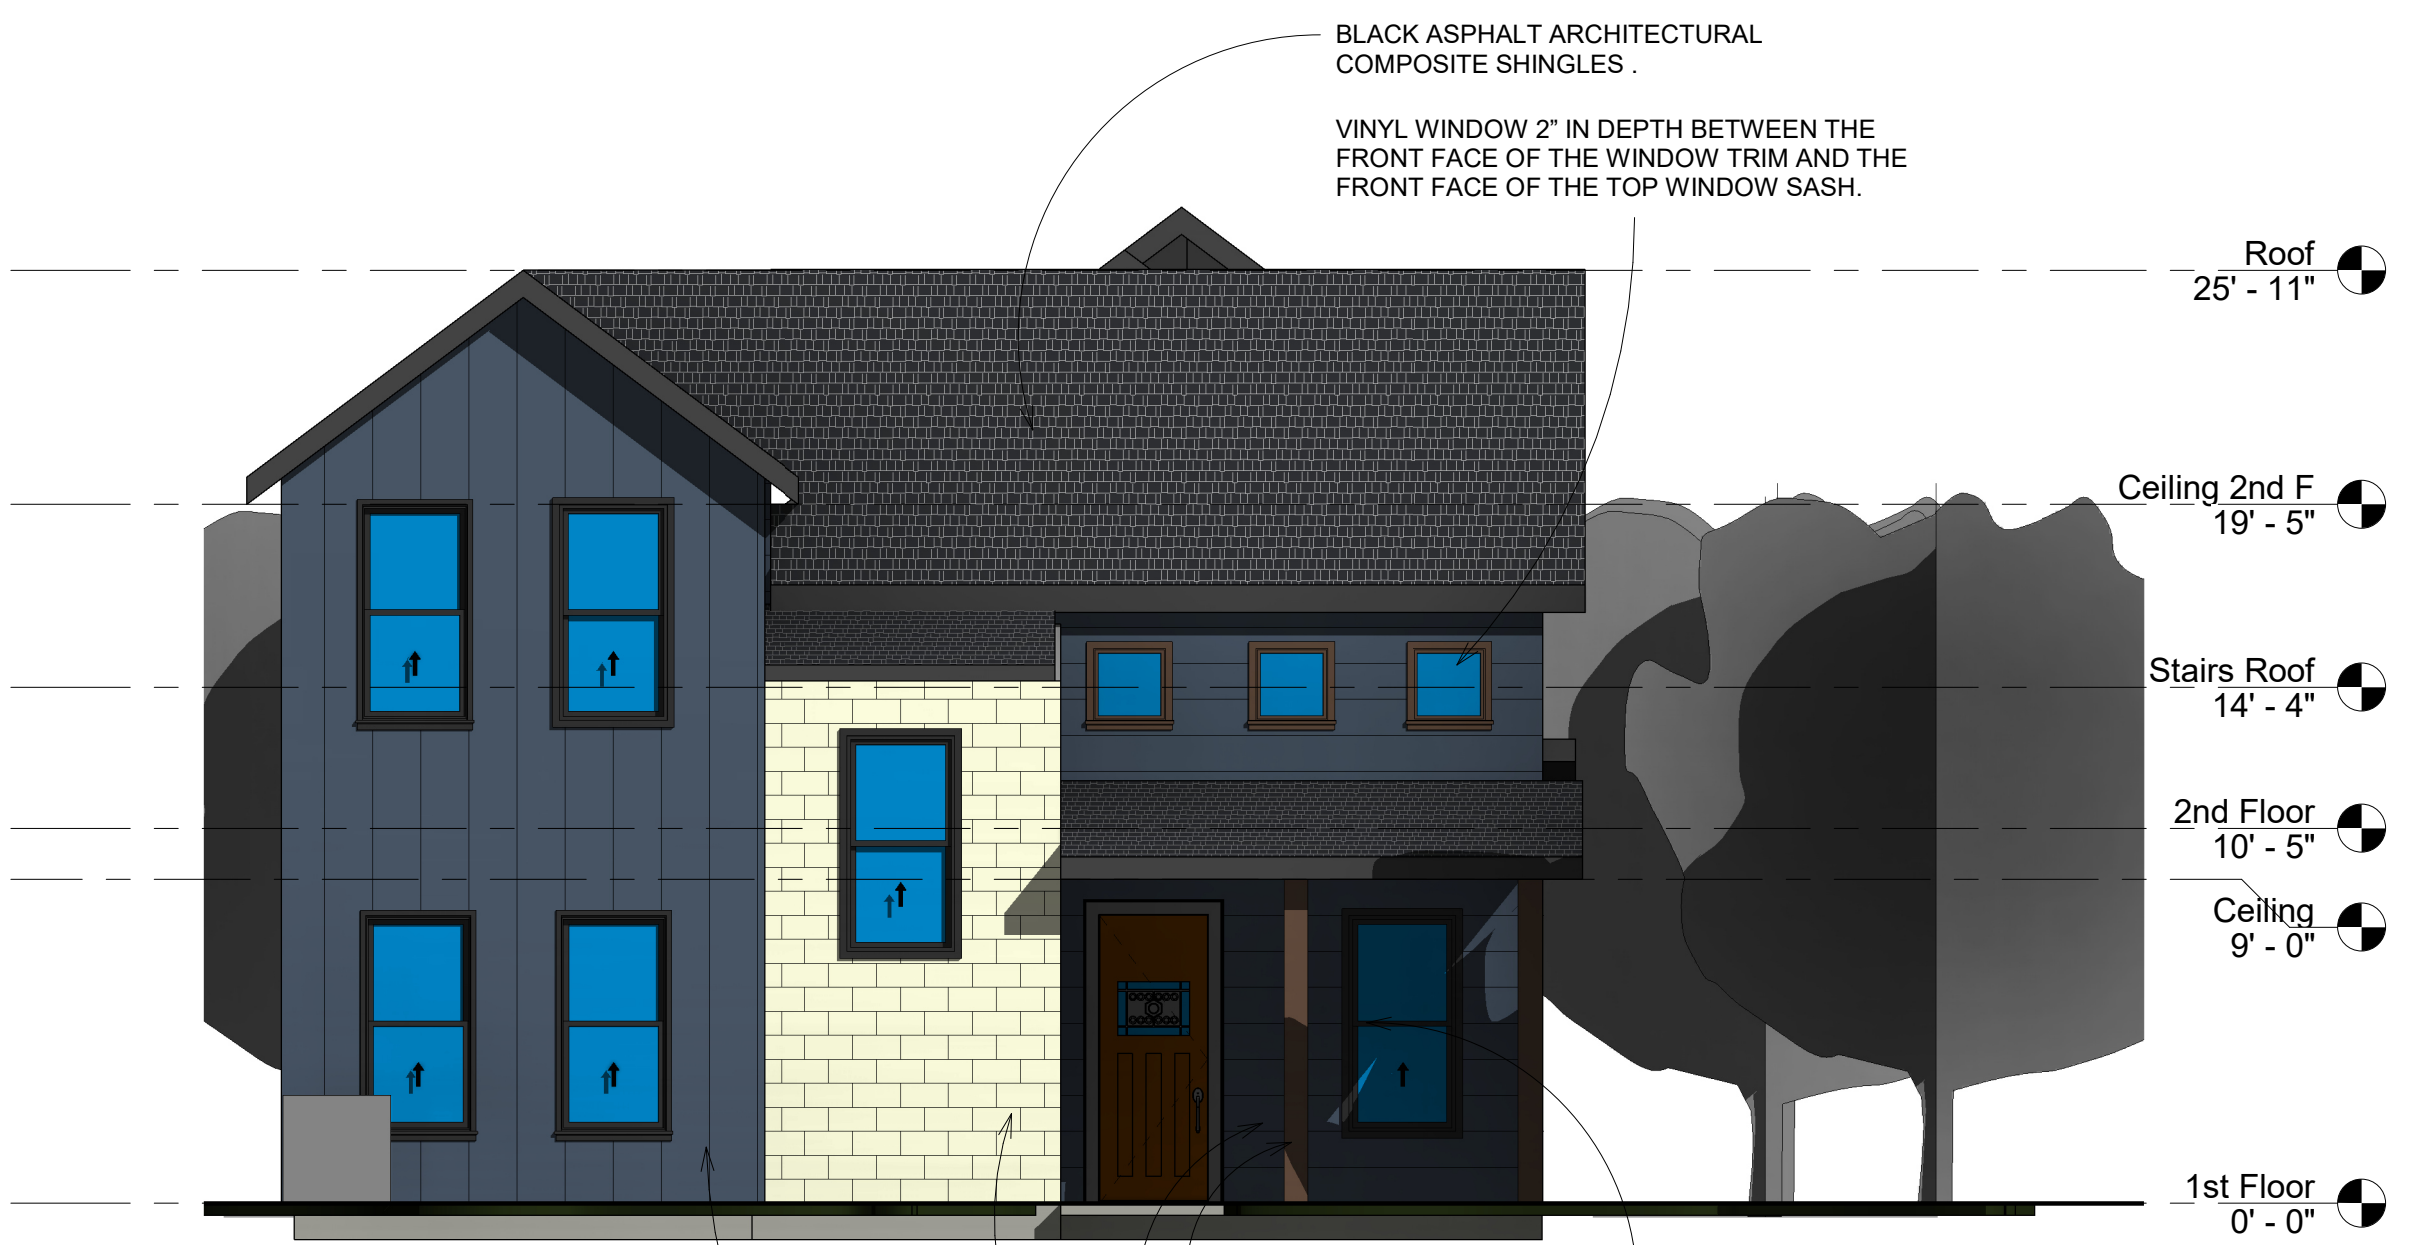 BLACK ASPHALT ARCHITECTURAL
COMPOSITE SHINGLES .
VINYL WINDOW 2” IN DEPTH BETWEEN THE
FRONT FACE OF THE WINDOW TRIM AND THE
FRONT FACE OF THE TOP WINDOW SASH.
Roof
25' - 11"
Ceiling 2nd F
19' - 5"
Stairs Roof
14' - 4"
2nd Floor
10' - 5"
Ceiling
9' - 0"
1st Floor
0' - 0"